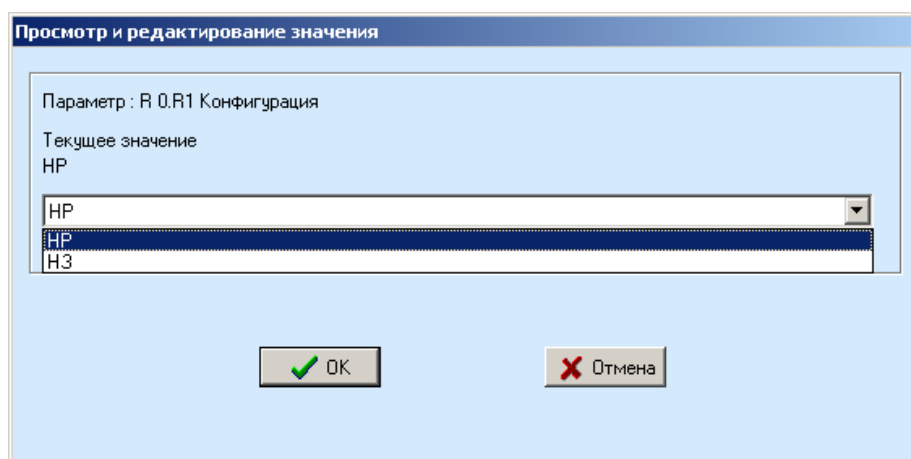 Просмотр и редактирование значения
Параметр : R 0.R1 Конфигурация
Текущее значение
НР
НР
НР
НЗ
OK
Отмена